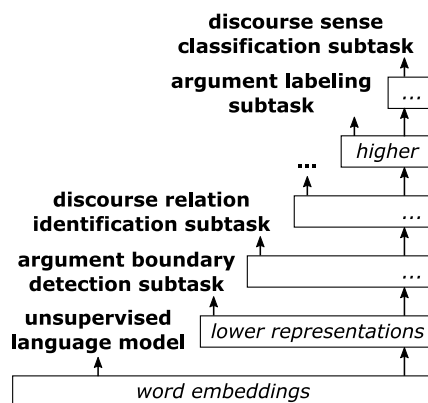 discourse sense
classification subtask
...
argument labeling
subtask
higher
...
discourse relation
identification subtask
...
argument boundary
detection subtask
...
unsupervised
language model
lower representations
word embeddings